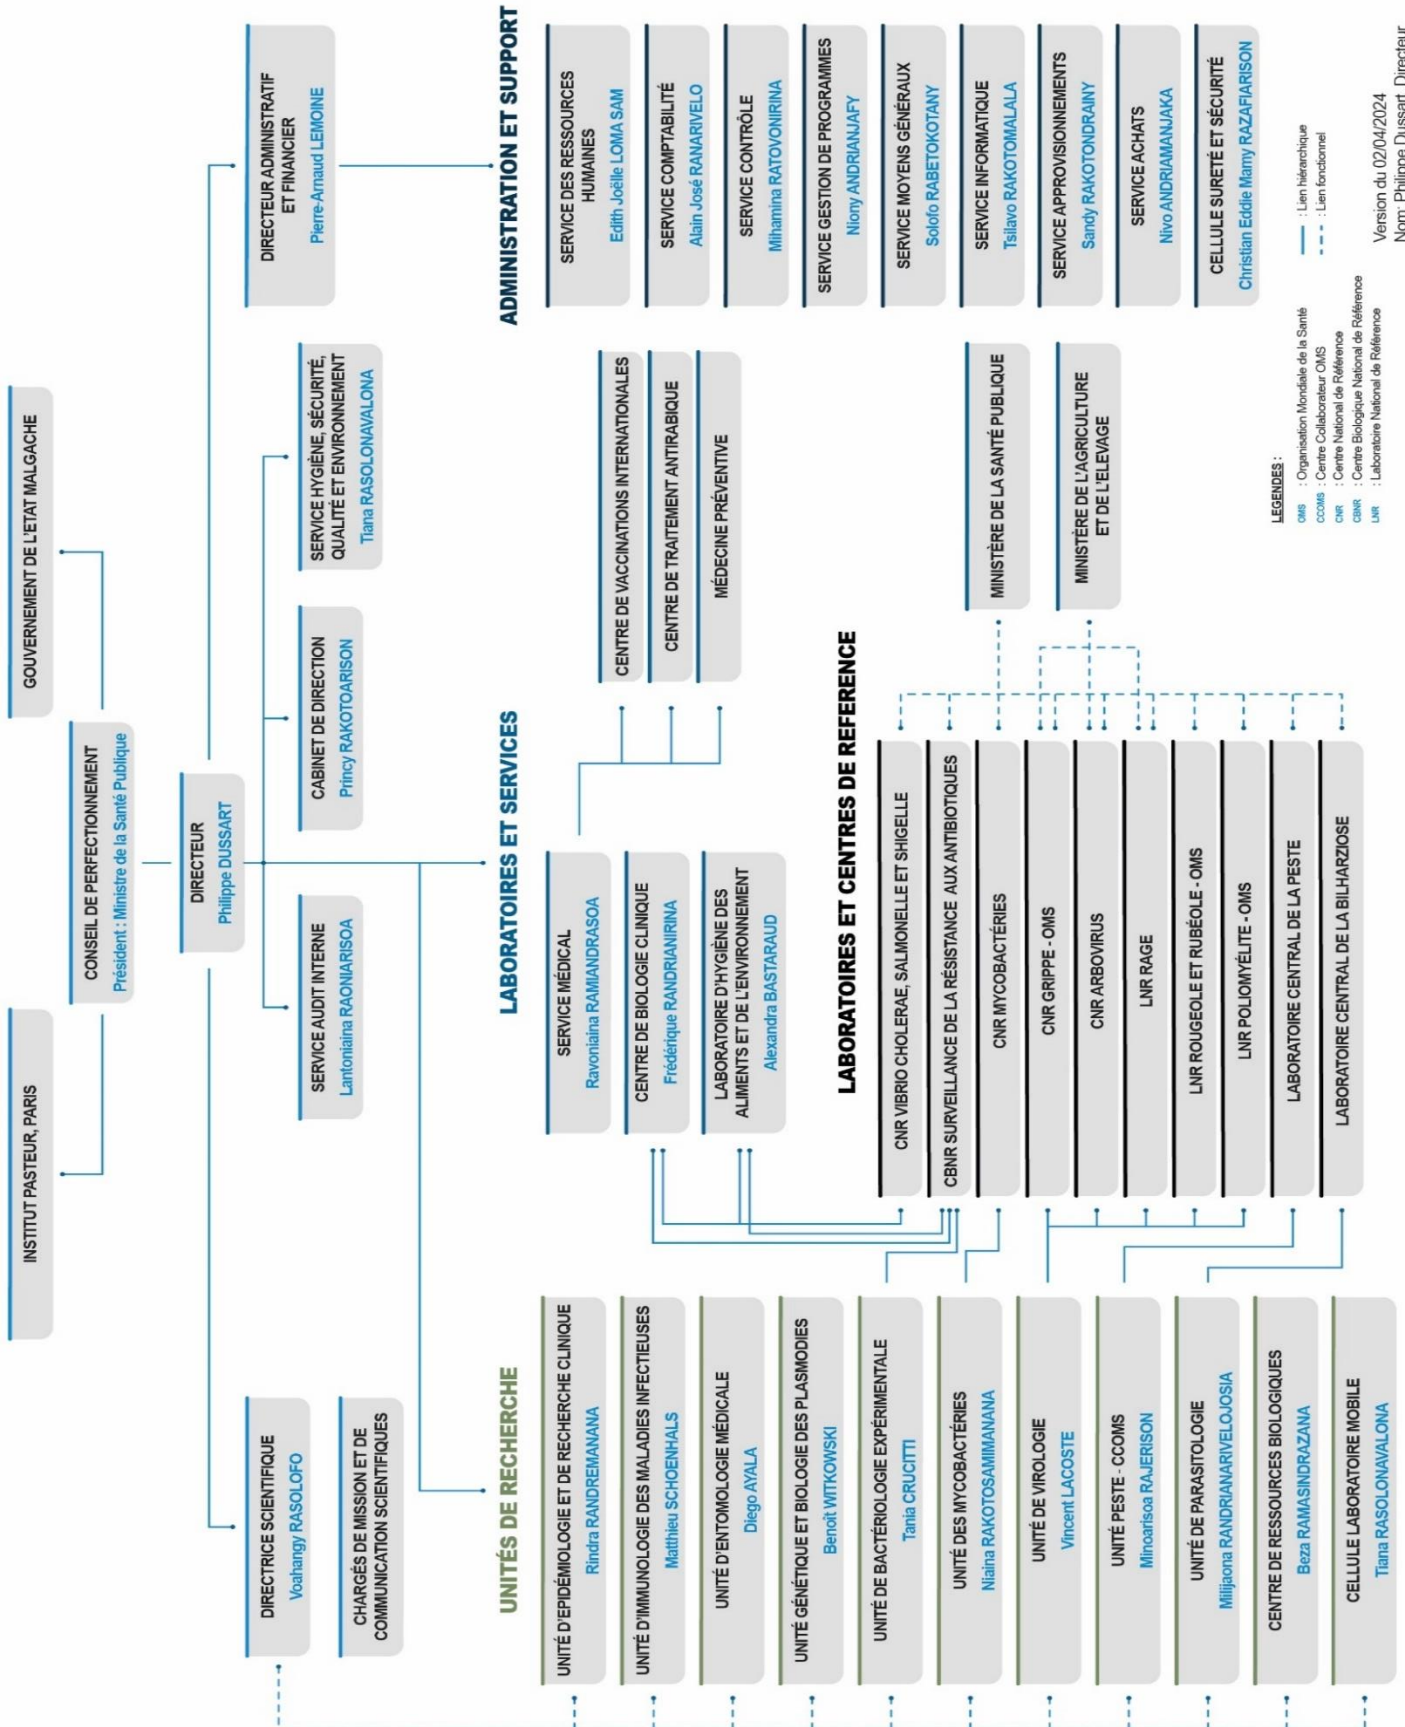 INSTITUT PASTEUR, PARIS
GOUVERNEMENT DE L'ETAT MALGACHE
CONSEIL DE PERFECTIONNEMENT
Président : Ministre de la Santé Publique
DIRECTEUR
Philippe DUSSART
DIRECTRICE SCIENTIFIQUE
Voahangy RASOLOFO
CHARGÉS DE MISSION ET DE
COMMUNICATION SCIENTIFIQUES
SERVICE AUDIT INTERNE
Lantoniaina RAONIARISOA
CABINET DE DIRECTION
Princy RAKOTOARISON
SERVICE HYGIÈNE, SÉCURITÉ,
QUALITÉ ET ENVIRONNEMENT
Tiana RASOLONAVALONA
DIRECTEUR ADMINISTRATIF
ET FINANCIER
Pierre-Arnaud LEMOINE
UNITÉS DE RECHERCHE
UNITÉ D'EPIDÉMIOLOGIE ET DE RECHERCHE CLINIQUE
Rindra RANDREMANANA
UNITÉ D'IMMUNOLOGIE DES MALADIES INFECTIEUSES
Matthieu SCHOENHALS
UNITÉ D'ENTOMOLOGIE MÉDICALE
Diego AYALA
UNITÉ GÉNÉTIQUE ET BIOLOGIE DES PLASMODIES
Benoît WITKOWSKI
UNITÉ DE BACTÉRIOLOGIE EXPÉRIMENTALE
Tania CRUCITTI
UNITÉ DES MYCOBACTÉRIES
Niaina RAKOTOSAMIMANANA
UNITÉ DE VIROLOGIE
Vincent LACOSTE
UNITÉ PESTE - CCOMS
Minoarisoa RAJERISON
UNITÉ DE PARASITOLOGIE
Milijaona RANDRIANARIVELOJOSIA
CENTRE DE RESSOURCES BIOLOGIQUES
Beza RAMASINDRAZANA
CELLULE LABORATOIRE MOBILE
Tiana RASOLONAVALONA
LABORATOIRES ET SERVICES
SERVICE MÉDICAL
Ravoniaina RAMIANDRASOA
CENTRE DE BIOLOGIE CLINIQUE
Frédérique RANDRIANIRINA
LABORATOIRE D'HYGIÈNE DES
ALIMENTS ET DE L'ENVIRONNEMENT
Alexandra BASTARAUD
CENTRE DE VACCINATIONS INTERNATIONALES
CENTRE DE TRAITEMENT ANTIRABIQUE
MÉDECINE PRÉVENTIVE
LABORATOIRES ET CENTRES DE REFERENCE
CNR VIBRIO CHOLERAE, SALMONELLE ET SHIGELLE
CBNR SURVEILLANCE DE LA RÉSISTANCE AUX ANTIBIOTIQUES
CNR MYCOBACTÉRIES
CNR GRIPPE - OMS
CNR ARBOVIRUS
LNR RAGE
LNR ROUGEOLE ET RUBÉOLE - OMS
LNR POLIOMYÉLITE - OMS
LABORATOIRE CENTRAL DE LA PESTE
LABORATOIRE CENTRAL DE LA BILHARZIOSE
MINISTÈRE DE LA SANTÉ PUBLIQUE
MINISTÈRE DE L'AGRICULTURE
ET DE L'ELEVAGE
ADMINISTRATION ET SUPPORT
SERVICE DES RESSOURCES
HUMAINES
Edith Joëlle LOMA SAM
SERVICE COMPTABILITÉ
Alain José RANARIVELO
SERVICE CONTRÔLE
Mihamina RATOVONIRINA
SERVICE GESTION DE PROGRAMMES
Niony ANDRIANJAFY
SERVICE MOYENS GÉNÉRAUX
Solofo RABETOKOTANY
SERVICE INFORMATIQUE
Tsilavo RAKOTOMALALA
SERVICE APPROVISIONNEMENTS
Sandy RAKOTONDRAINY
SERVICE ACHATS
Nivo ANDRIAMANJAKA
CELLULE SURETÉ ET SÉCURITÉ
Christian Eddie Mamy RAZAFIARISON
LEGENDES :
OMS : Organisation Mondiale de la Santé
CCOMS : Centre Collaborateur OMS
CNR : Centre National de Référence
CBNR : Centre Biologique National de Référence
LNR : Laboratoire National de Référence
: Lien hiérarchique
: Lien fonctionnel
Version du 02/04/2024
Nom: Philippe Dussart, Directeur